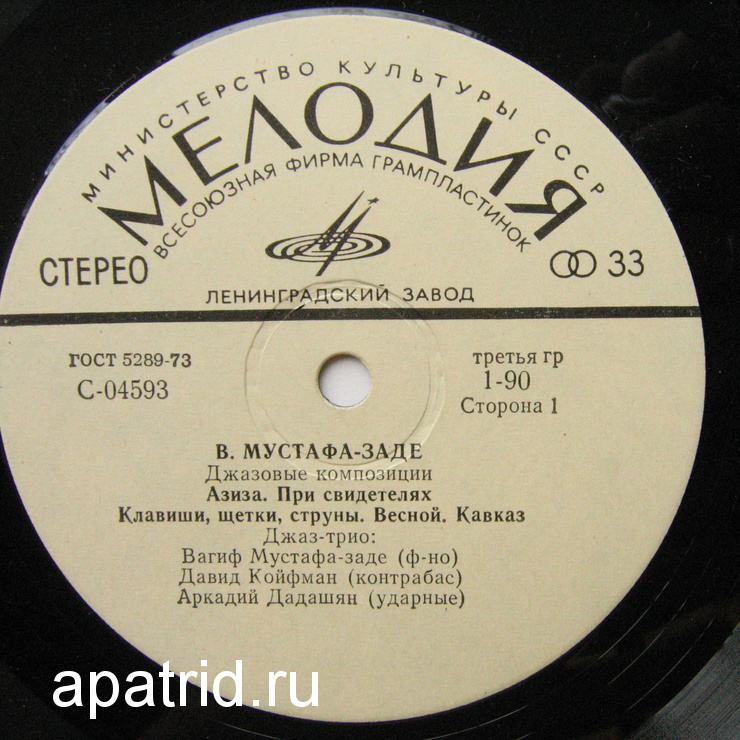 МИНИСТЕРСТВО КУЛЬТУРЫ СССР
МЕЛОДИЯ
ВСЕСОЮЗНАЯ ФИРМА ГРАМПЛАСТИНОК
СТЕРЕО
33
ЛЕНИНГРАДСКИЙ ЗАВОД
ГОСТ 5289-73
С-04593
третья гр
1-90
Сторона 1
В. МУСТАФА-ЗАДЕ
Джазовые композиции
Азиза. При свидетелях
Клавиши, щетки, струны. Весной. Кавказ
Джаз-трио:
Вагиф Мустафа-заде (ф-но)
Давид Койфман (контрабас)
Аркадий Дадашян (ударные)
apatrid.ru